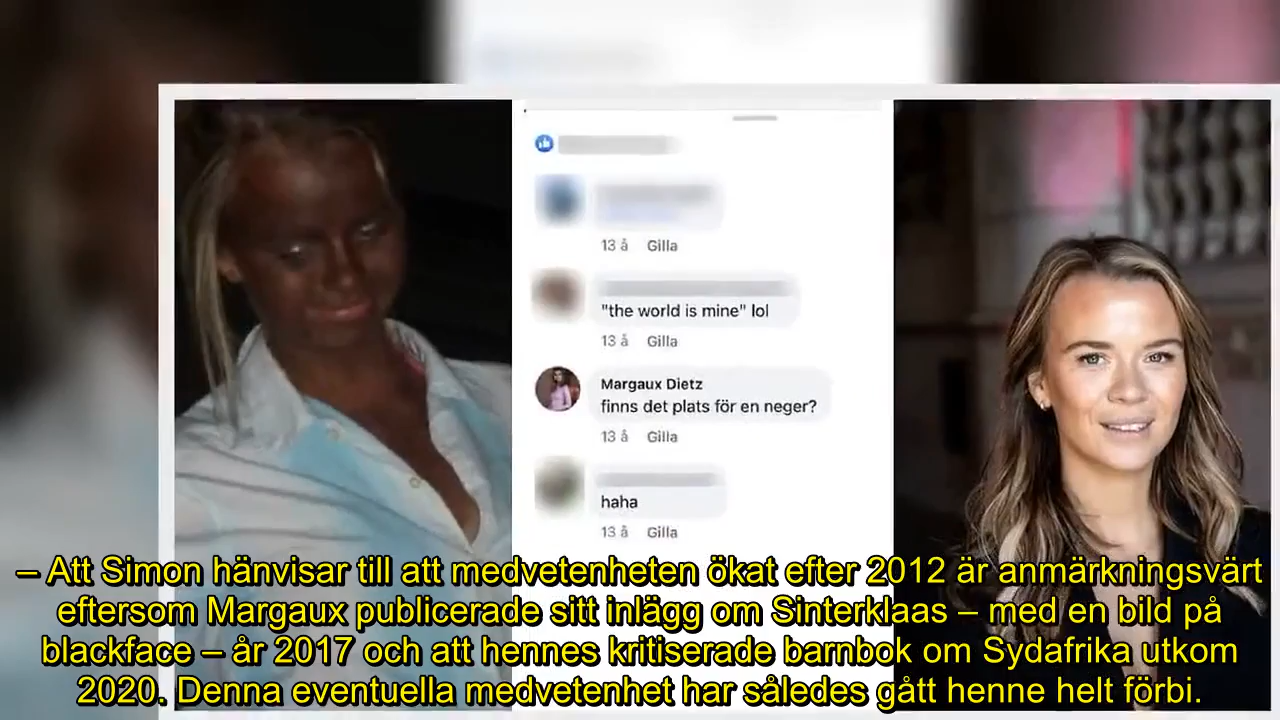 13 å Gilla
"the world is mine" lol
13 å Gilla
Margaux Dietz
finns det plats för en neger?
13 å Gilla
haha
13 å Gilla
– Att Simon hänvisar till att medvetenheten ökat efter 2012 är anmärkningsvärt
eftersom Margaux publicerade sitt inlägg om Sinterklaas – med en bild på
blackface – år 2017 och att hennes kritiserade barnbok om Sydafrika utkom
2020. Denna eventuella medvetenhet har således gått henne helt förbi.